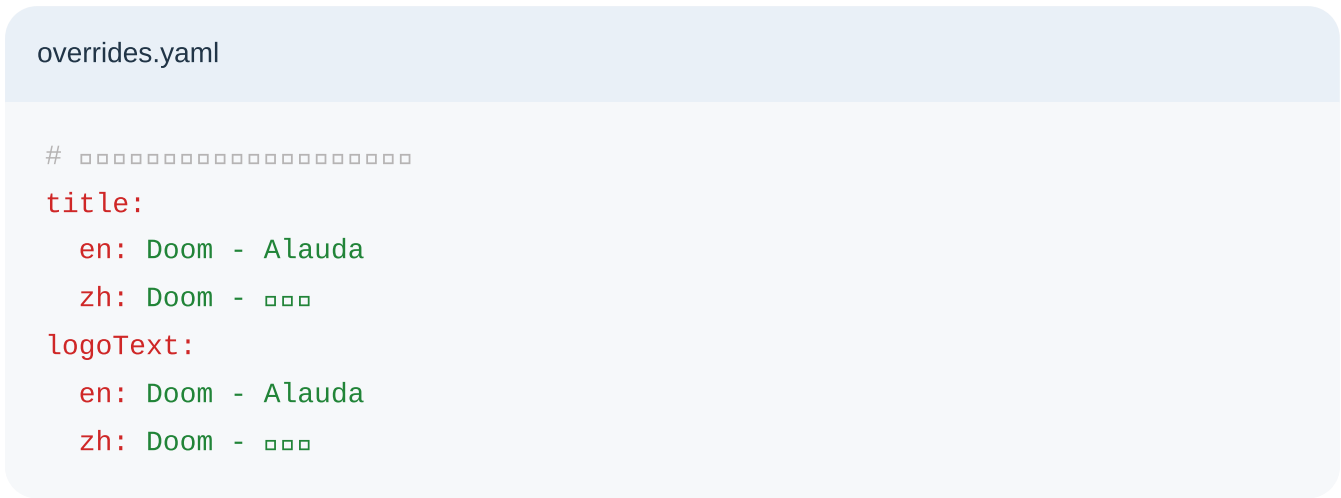 overrides.yaml
#
title:
  en: Doom - Alauda
  zh: Doom -
logoText:
  en: Doom - Alauda
  zh: Doom -